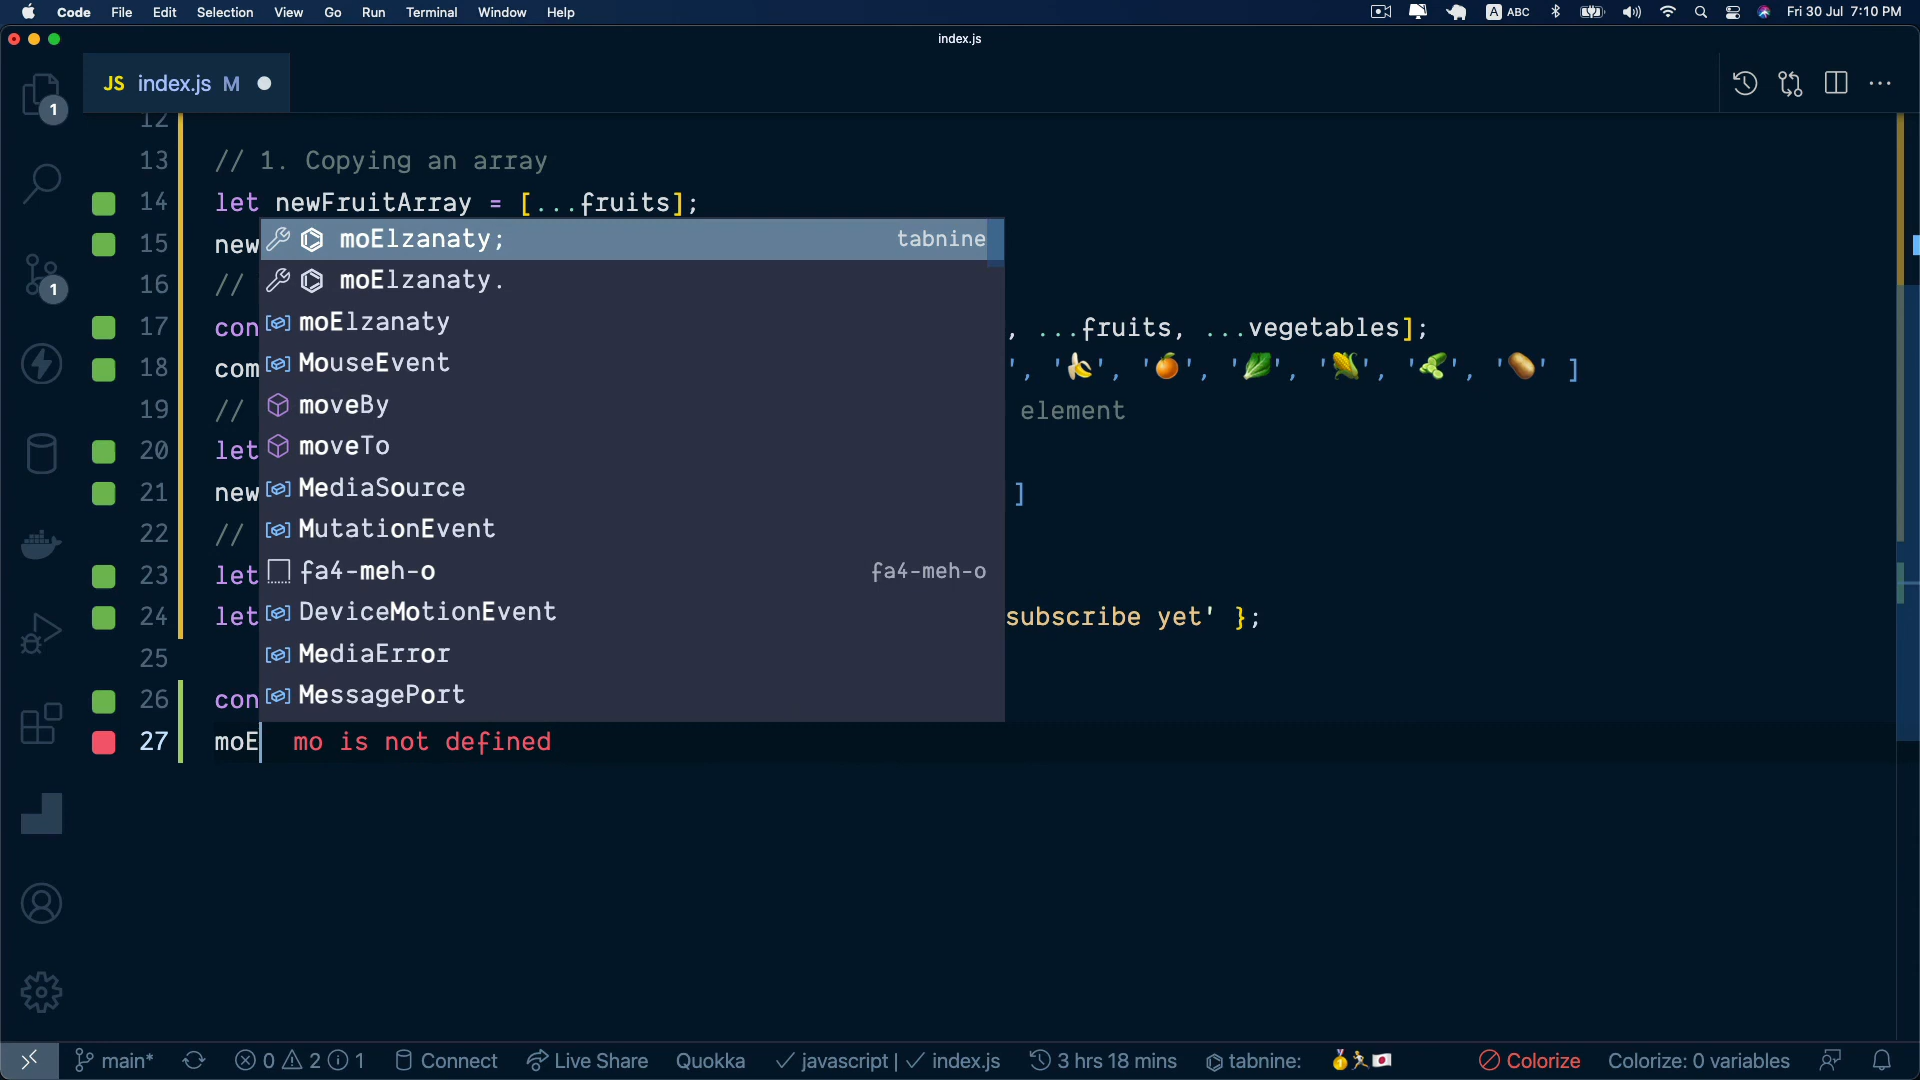 Code File Edit Selection View Go Run Terminal Window Help A ABC Fri 30 Jul 7:10 PM
index.js
JS index.js M
1
1
12
13 // 1. Copying an array
14 let newFruitArray = [...fruits];
15 new
16 //
17 con , ...fruits, ...vegetables];
18 com ', '🍌', '🍊', '🥬', '🌽', '🥒', '🥔' ]
19 // element
20 let
21 new ]
22 //
23 let
24 let subscribe yet' };
25
26 con
27 moE mo is not defined
moElzanaty; tabnine
moElzanaty.
moElzanaty
MouseEvent
moveBy
moveTo
MediaSource
MutationEvent
fa4-meh-o fa4-meh-o
DeviceMotionEvent
MediaError
MessagePort
main* 0 2 1 Connect Live Share Quokka javascript | index.js 3 hrs 18 mins tabnine: 🥇🏃🇯🇵 Colorize Colorize: 0 variables